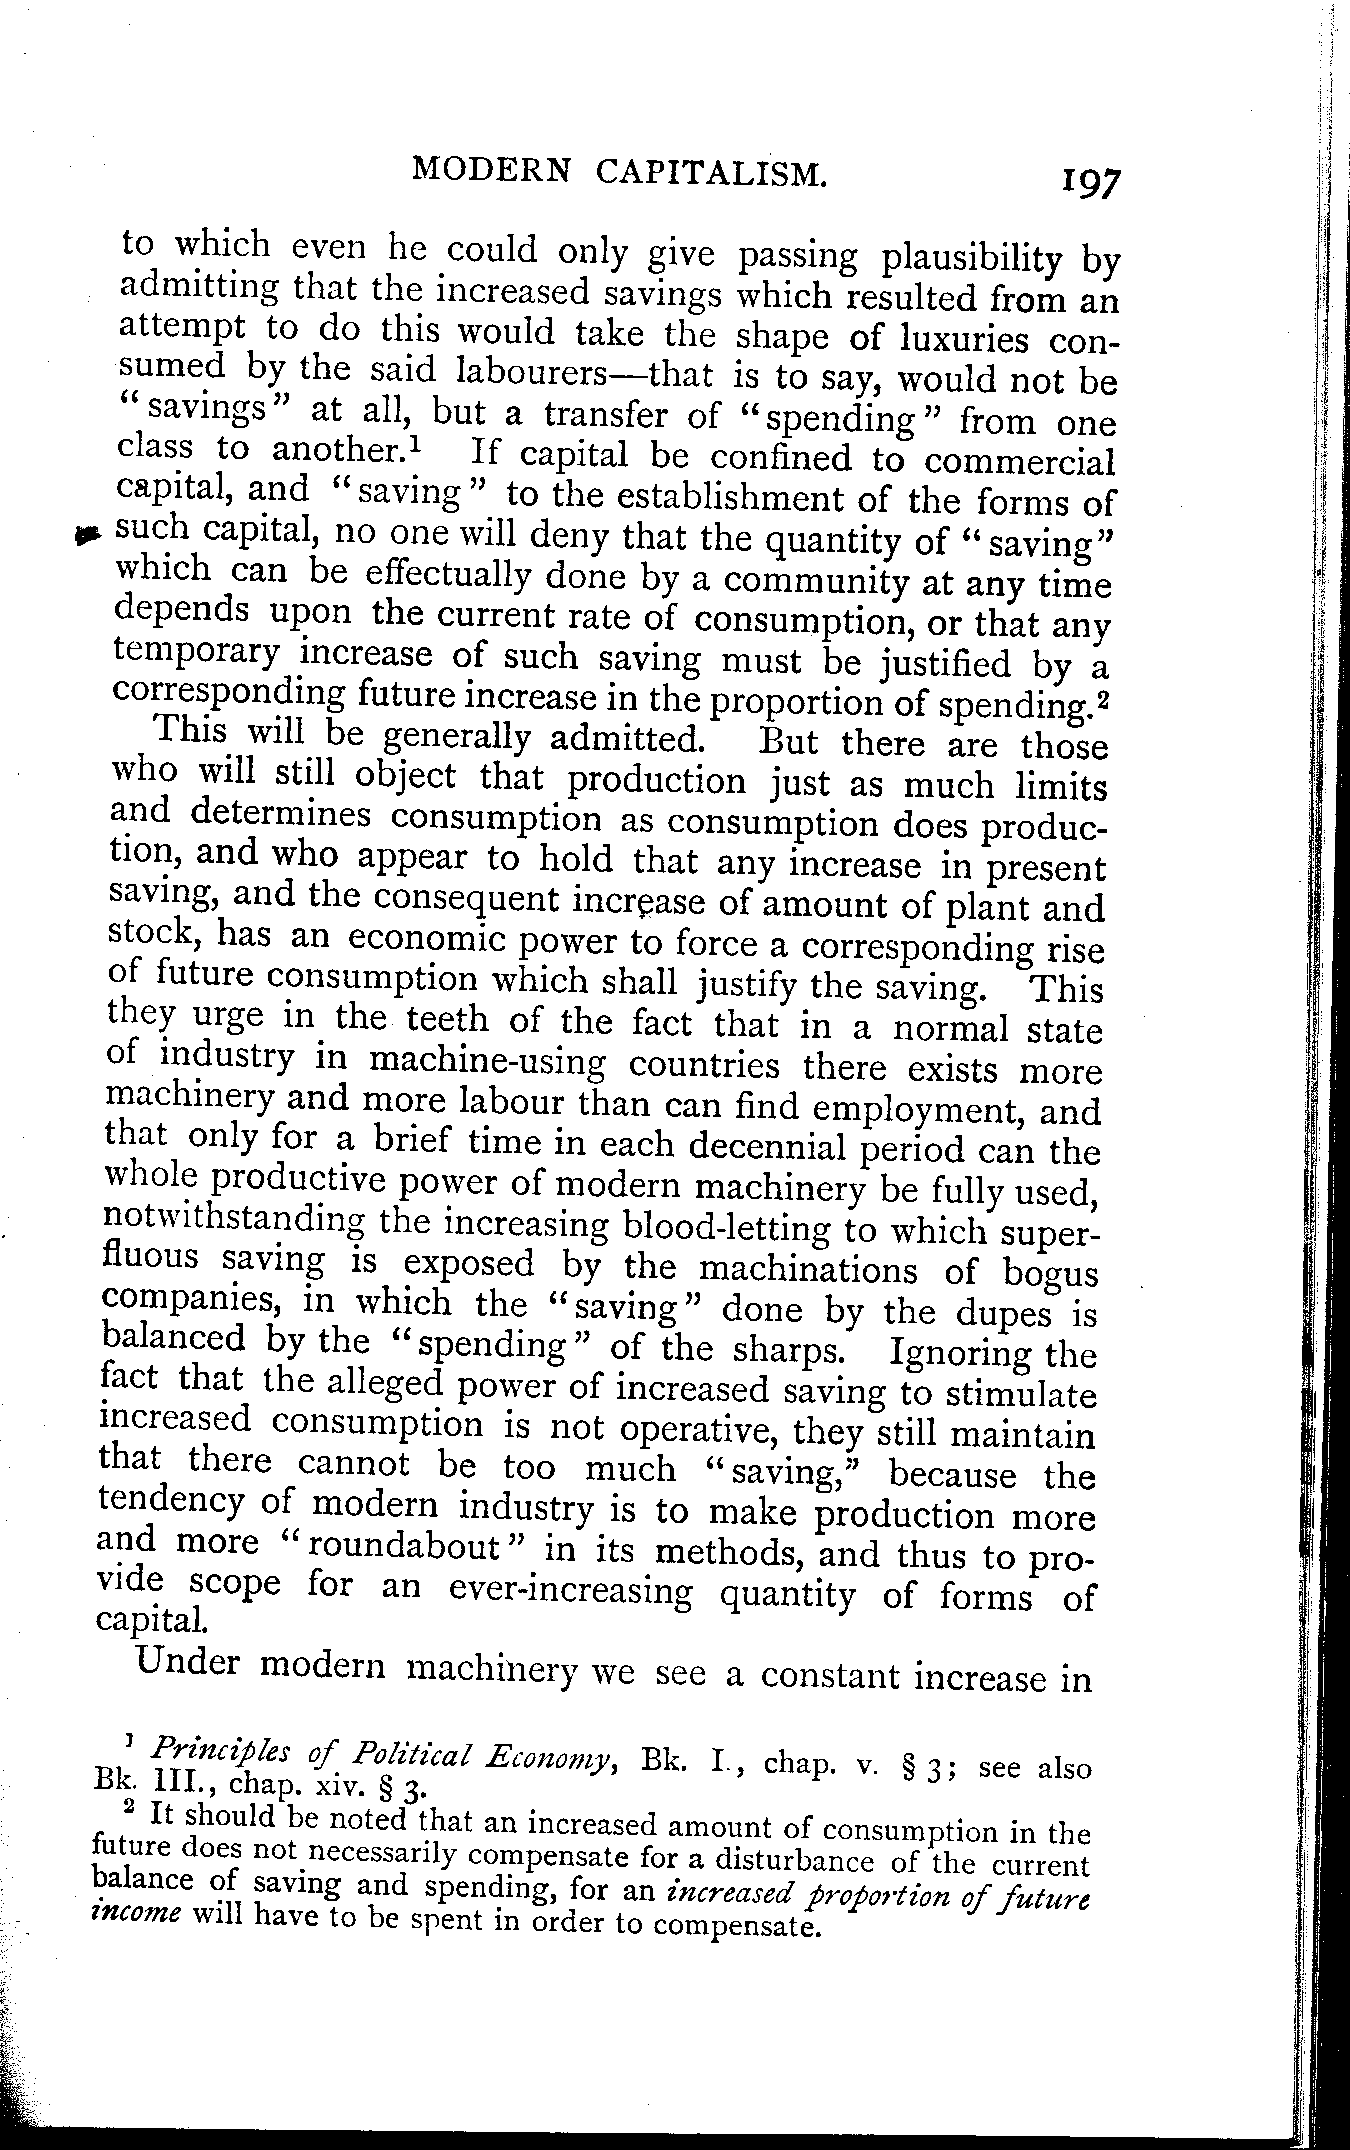 MODERN CAPITALISM. 197
to which even he could only give passing plausibility by
admitting that the increased savings which resulted from an
attempt to do this would take the shape of luxuries con-
sumed by the said labourers—that is to say, would not be
“savings” at all, but a transfer of “spending” from one
class to another.¹ If capital be confined to commercial
capital, and “saving” to the establishment of the forms of
such capital, no one will deny that the quantity of “saving”
which can be effectually done by a community at any time
depends upon the current rate of consumption, or that any
temporary increase of such saving must be justified by a
corresponding future increase in the proportion of spending.²
This will be generally admitted. But there are those
who will still object that production just as much limits
and determines consumption as consumption does produc-
tion, and who appear to hold that any increase in present
saving, and the consequent increase of amount of plant and
stock, has an economic power to force a corresponding rise
of future consumption which shall justify the saving. This
they urge in the teeth of the fact that in a normal state
of industry in machine-using countries there exists more
machinery and more labour than can find employment, and
that only for a brief time in each decennial period can the
whole productive power of modern machinery be fully used,
notwithstanding the increasing blood-letting to which super-
fluous saving is exposed by the machinations of bogus
companies, in which the “saving” done by the dupes is
balanced by the “spending” of the sharps. Ignoring the
fact that the alleged power of increased saving to stimulate
increased consumption is not operative, they still maintain
that there cannot be too much “saving,” because the
tendency of modern industry is to make production more
and more “roundabout” in its methods, and thus to pro-
vide scope for an ever-increasing quantity of forms of
capital.
Under modern machinery we see a constant increase in
¹ Principles of Political Economy, Bk. I., chap. v. § 3; see also
Bk. III., chap. xiv. § 3.
² It should be noted that an increased amount of consumption in the
future does not necessarily compensate for a disturbance of the current
balance of saving and spending, for an increased proportion of future
income will have to be spent in order to compensate.